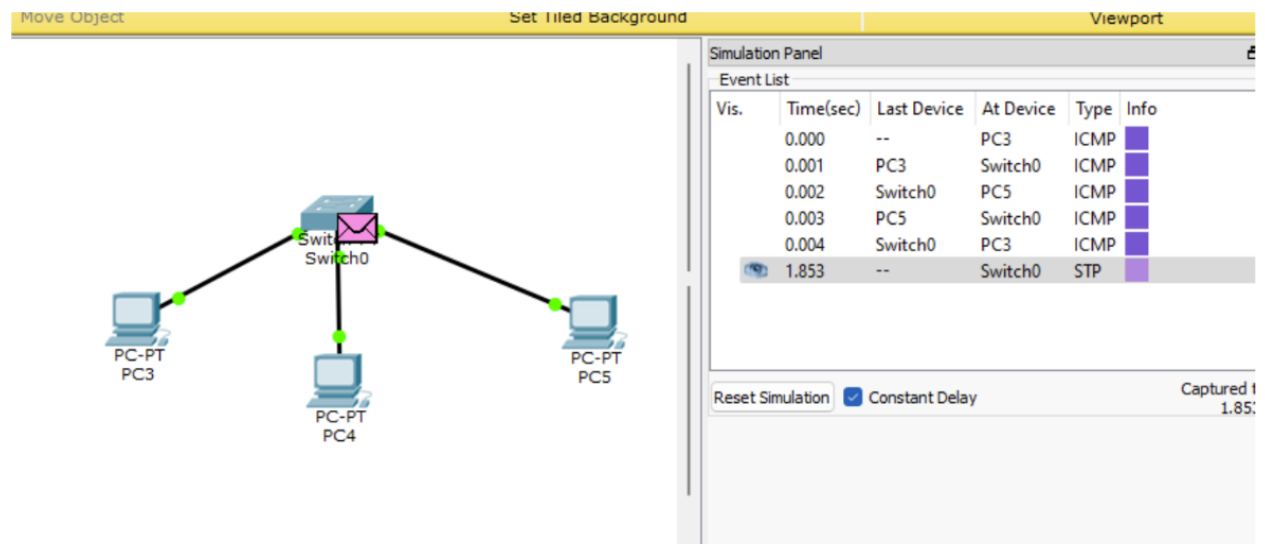 Move Object Set Tiled Background Viewport
Simulation Panel
Event List
Vis. Time(sec) Last Device At Device Type Info
0.000 -- PC3 ICMP
0.001 PC3 Switch0 ICMP
0.002 Switch0 PC5 ICMP
0.003 PC5 Switch0 ICMP
0.004 Switch0 PC3 ICMP
1.853 -- Switch0 STP
Reset Simulation Constant Delay Captured
1.853
Switch0
PC-PT
PC3
PC-PT
PC4
PC-PT
PC5